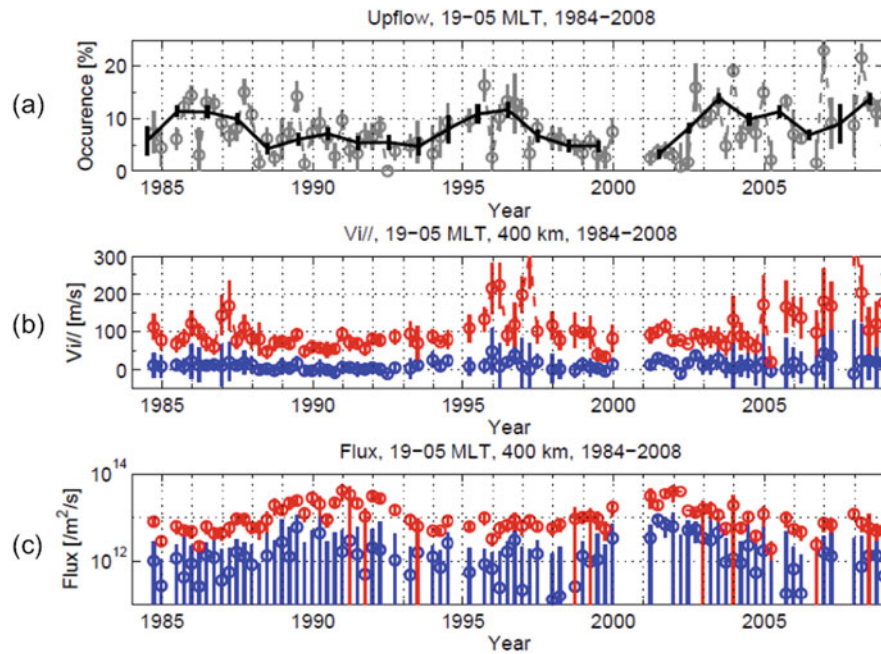 Upflow, 19-05 MLT, 1984-2008
(a)
Occurence [%]
20
10
0
1985 1990 1995 2000 2005
Year
Vi//, 19-05 MLT, 400 km, 1984-2008
(b)
Vi// [m/s]
300
200
100
0
1985 1990 1995 2000 2005
Year
Flux, 19-05 MLT, 400 km, 1984-2008
(c)
Flux [/m²/s]
10¹⁴
10¹²
1985 1990 1995 2000 2005
Year